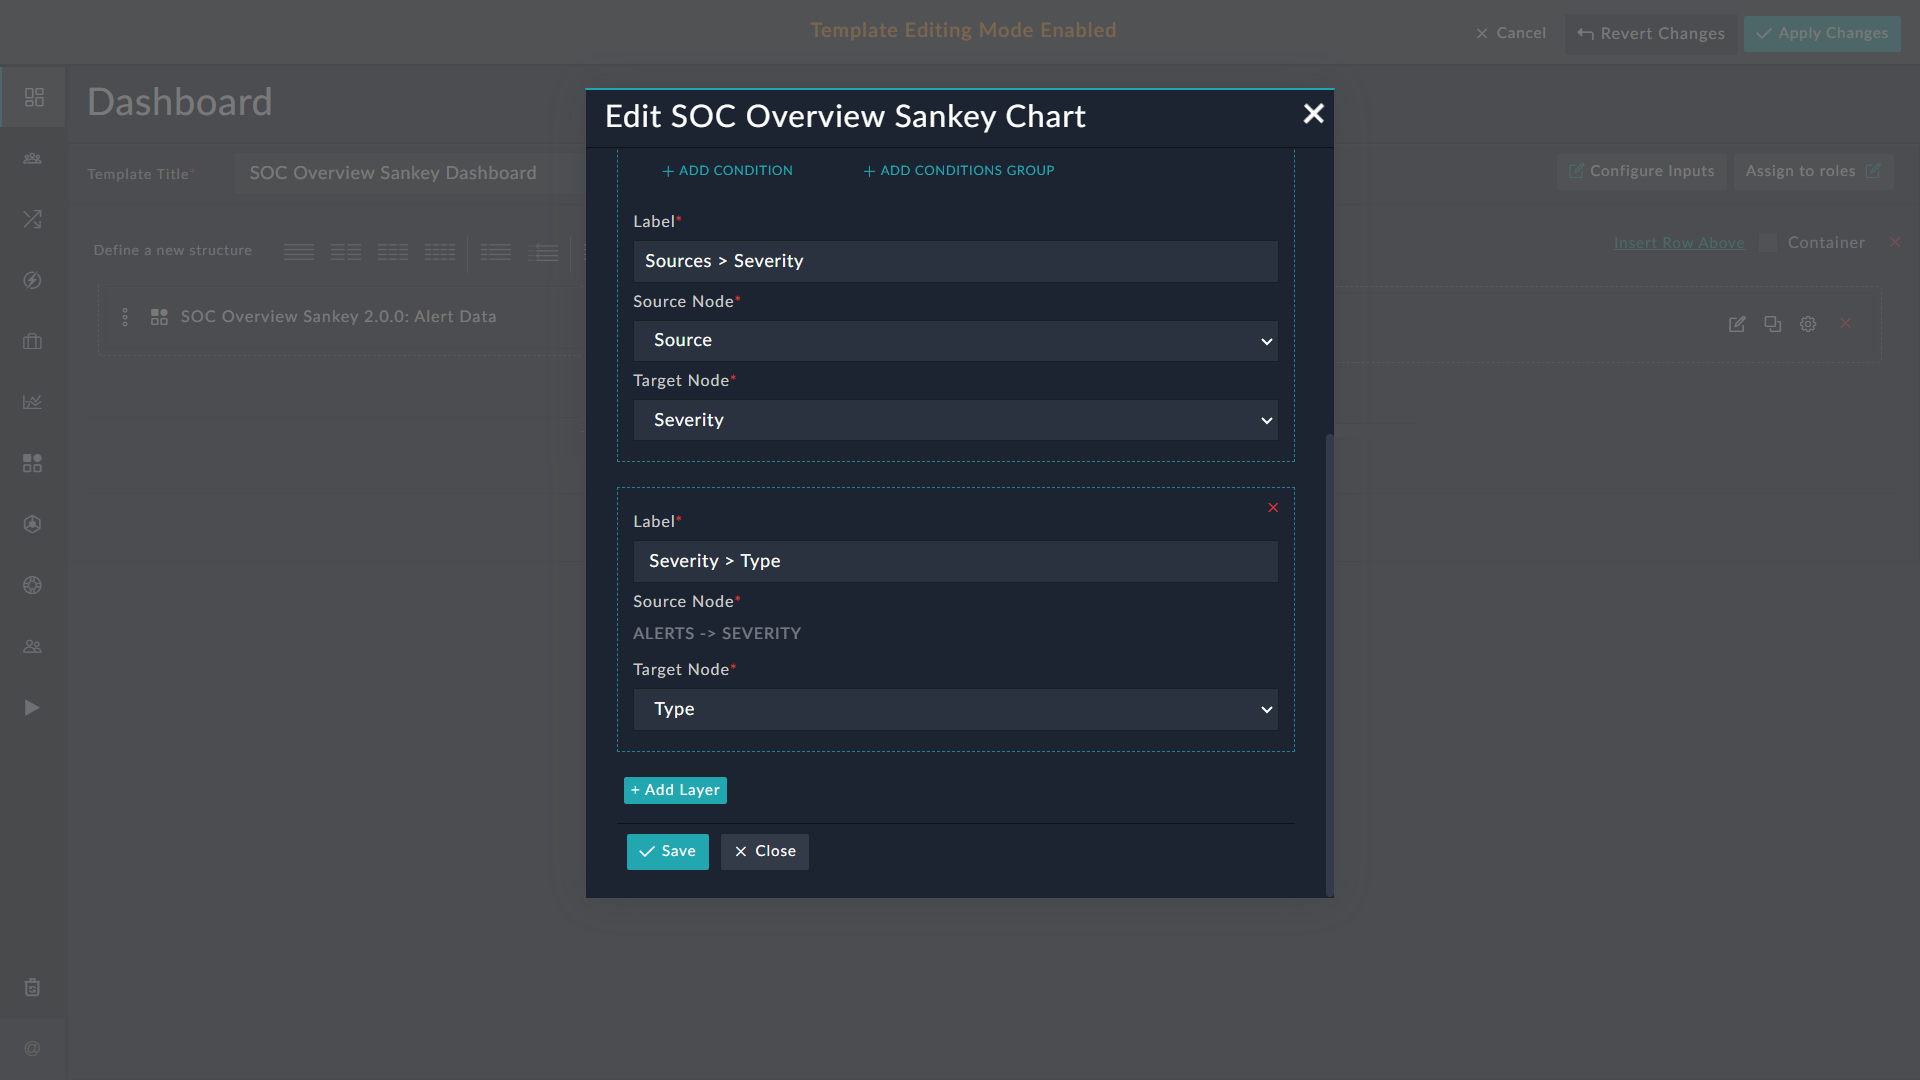 Template Editing Mode Enabled
Cancel
Revert Changes
Apply Changes
Dashboard
Edit SOC Overview Sankey Chart
Template Title*
SOC Overview Sankey Dashboard
Configure Inputs
Assign to roles
+ ADD CONDITION
+ ADD CONDITIONS GROUP
Define a new structure
Insert Row Above
Container
SOC Overview Sankey 2.0.0: Alert Data
Label*
Sources > Severity
Source Node*
Source
Target Node*
Severity
Label*
Severity > Type
Source Node*
ALERTS -> SEVERITY
Target Node*
Type
+ Add Layer
Save
Close